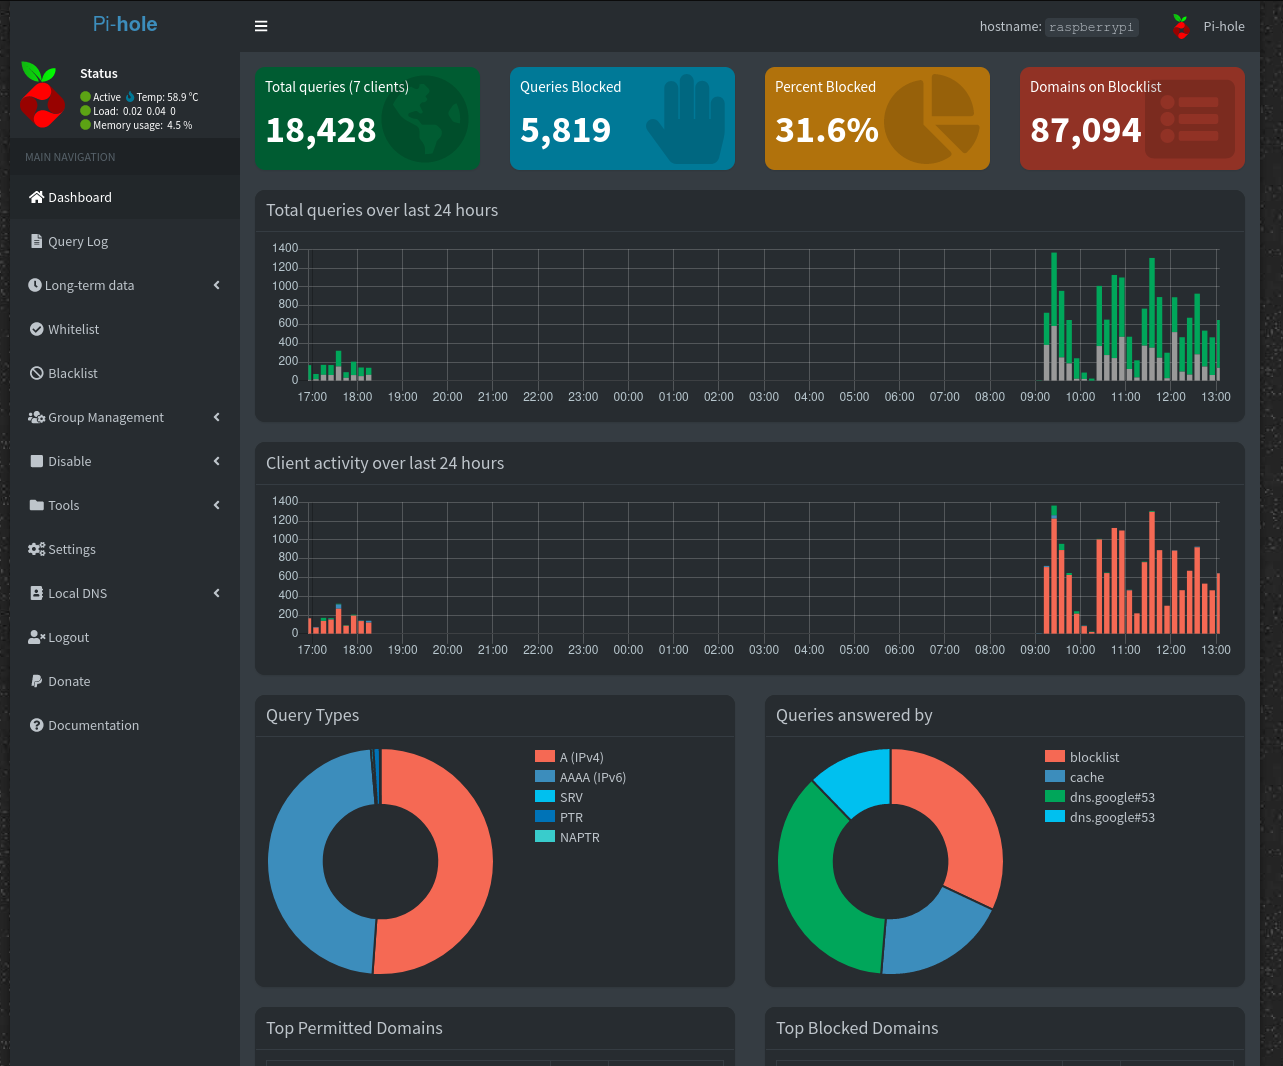 Pi-hole
hostname: raspberrypi
Pi-hole
Status
Active Temp: 58.9 °C
Load: 0.02 0.04 0
Memory usage: 4.5 %
MAIN NAVIGATION
Dashboard
Query Log
Long-term data
Whitelist
Blacklist
Group Management
Disable
Tools
Settings
Local DNS
Logout
Donate
Documentation
Total queries (7 clients)
18,428
Queries Blocked
5,819
Percent Blocked
31.6%
Domains on Blocklist
87,094
Total queries over last 24 hours
1400
1200
1000
800
600
400
200
0
17:00 18:00 19:00 20:00 21:00 22:00 23:00 00:00 01:00 02:00 03:00 04:00 05:00 06:00 07:00 08:00 09:00 10:00 11:00 12:00 13:00
Client activity over last 24 hours
1400
1200
1000
800
600
400
200
0
17:00 18:00 19:00 20:00 21:00 22:00 23:00 00:00 01:00 02:00 03:00 04:00 05:00 06:00 07:00 08:00 09:00 10:00 11:00 12:00 13:00
Query Types
A (IPv4)
AAAA (IPv6)
SRV
PTR
NAPTR
Queries answered by
blocklist
cache
dns.google#53
dns.google#53
Top Permitted Domains
Top Blocked Domains